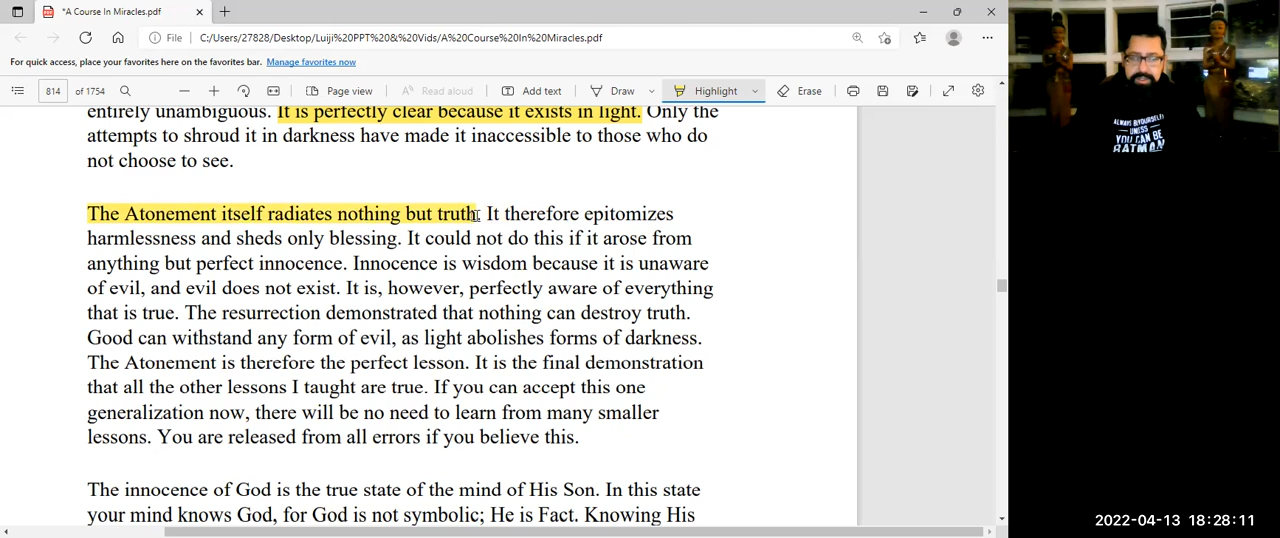 *A Course In Miracles.pdf
File
C:/Users/27828/Desktop/Luiji%20PPT%20&%20Vids/A%20Course%20In%20Miracles.pdf
For quick access, place your favorites here on the favorites bar. Manage favorites now
814 of 1754
Page view
Read aloud
Add text
Draw
Highlight
Erase
entirely unambiguous. It is perfectly clear because it exists in light. Only the
attempts to shroud it in darkness have made it inaccessible to those who do
not choose to see.
The Atonement itself radiates nothing but truth. It therefore epitomizes
harmlessness and sheds only blessing. It could not do this if it arose from
anything but perfect innocence. Innocence is wisdom because it is unaware
of evil, and evil does not exist. It is, however, perfectly aware of everything
that is true. The resurrection demonstrated that nothing can destroy truth.
Good can withstand any form of evil, as light abolishes forms of darkness.
The Atonement is therefore the perfect lesson. It is the final demonstration
that all the other lessons I taught are true. If you can accept this one
generalization now, there will be no need to learn from many smaller
lessons. You are released from all errors if you believe this.
The innocence of God is the true state of the mind of His Son. In this state
your mind knows God, for God is not symbolic; He is Fact. Knowing His
ALWAYS BYOURSELF!
UNLESS
YOU CAN BE
BATMAN
2022-04-13 18:28:11